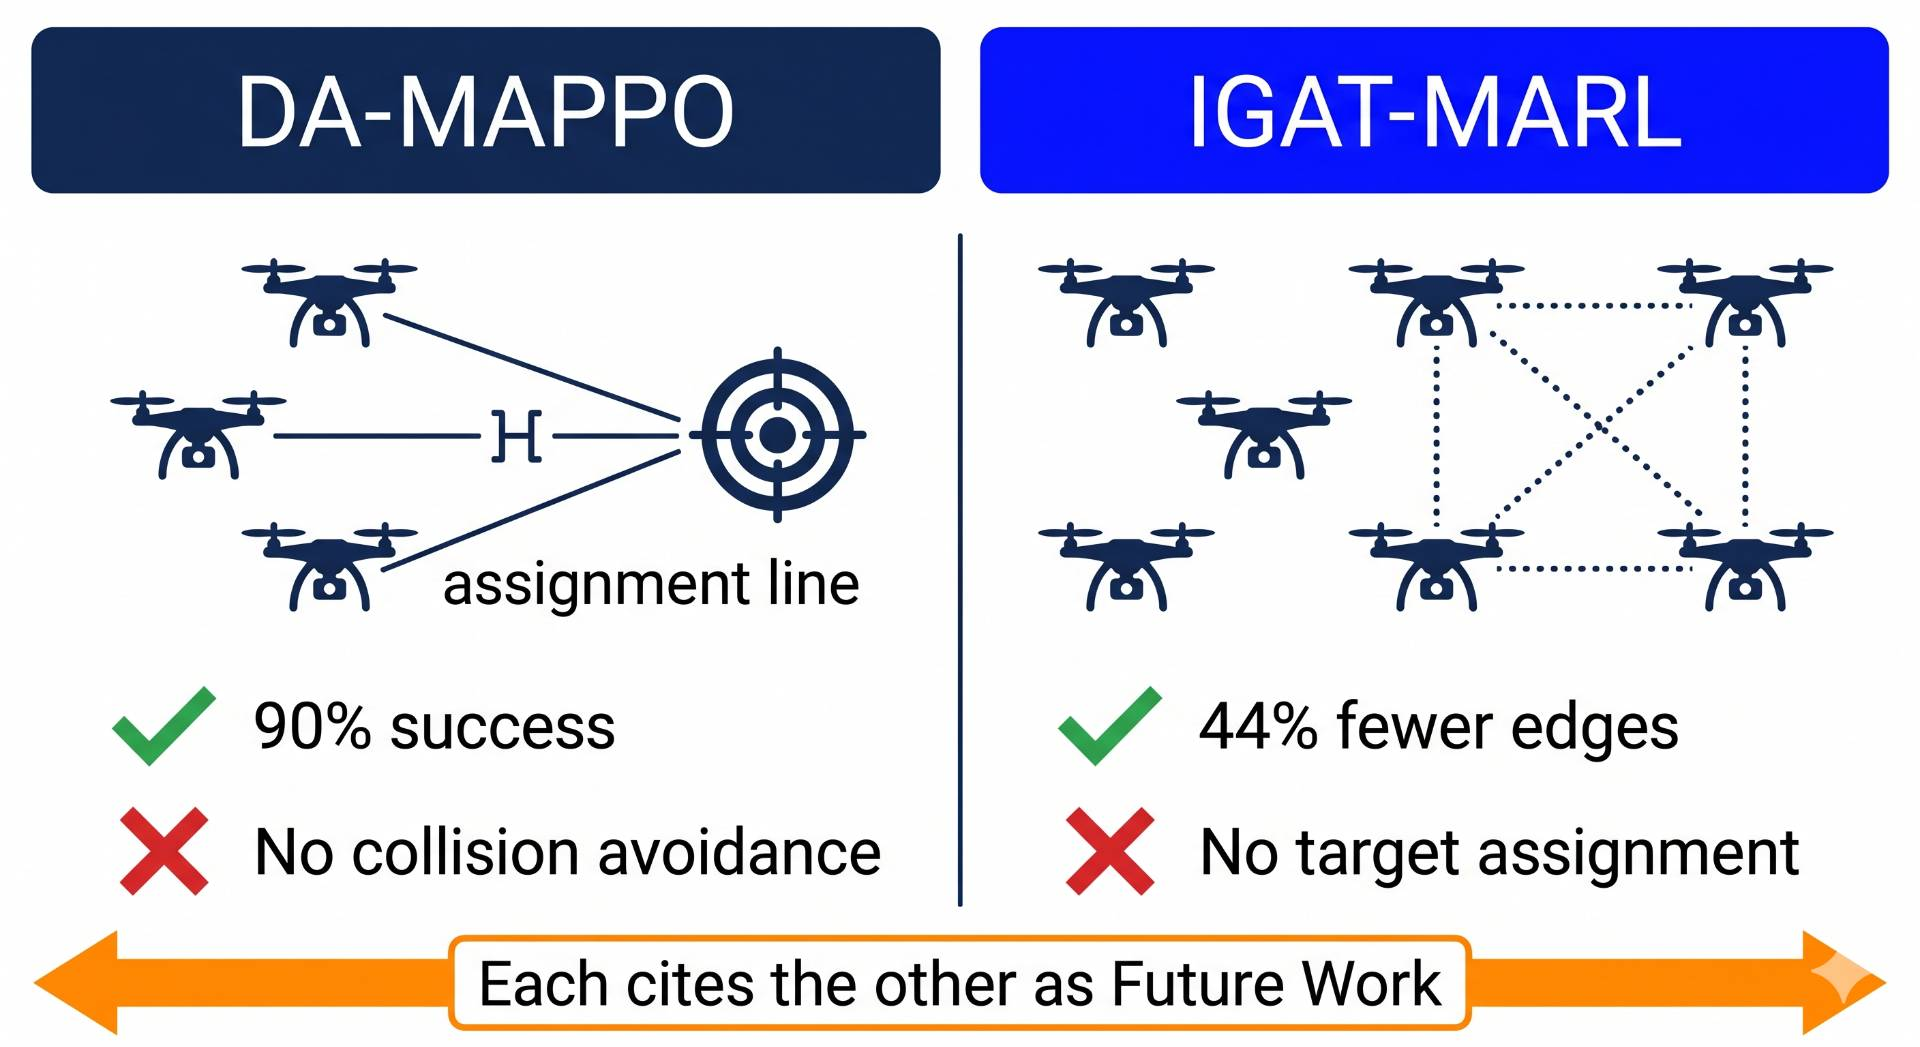 DA-MAPPO
IGAT-MARL
assignment line
90% success
No collision avoidance
44% fewer edges
No target assignment
Each cites the other as Future Work